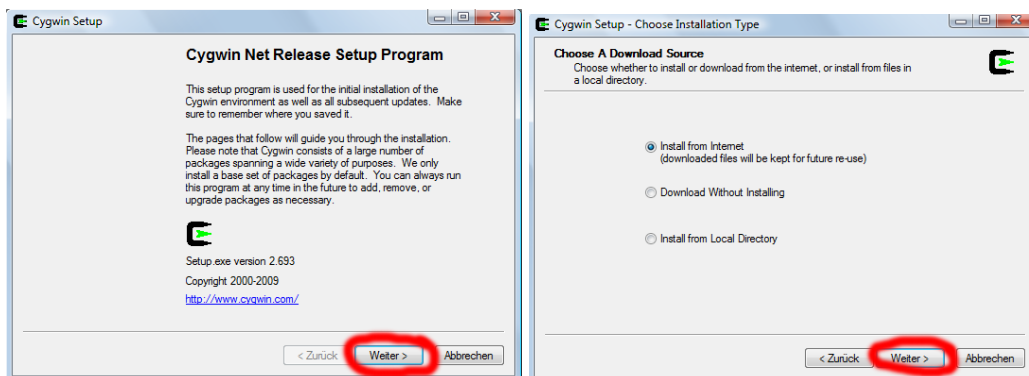 Cygwin Setup
Cygwin Net Release Setup Program
This setup program is used for the initial installation of the
Cygwin environment as well as all subsequent updates. Make
sure to remember where you saved it.
The pages that follow will guide you through the installation.
Please note that Cygwin consists of a large number of
packages spanning a wide variety of purposes. We only
install a base set of packages by default. You can always run
this program at any time in the future to add, remove, or
upgrade packages as necessary.
Setup.exe version 2.693
Copyright 2000-2009
http://www.cygwin.com/
< Zurück Weiter > Abbrechen
Cygwin Setup - Choose Installation Type
Choose A Download Source
Choose whether to install or download from the internet, or install from files in
a local directory.
Install from Internet
(downloaded files will be kept for future re-use)
Download Without Installing
Install from Local Directory
< Zurück Weiter > Abbrechen